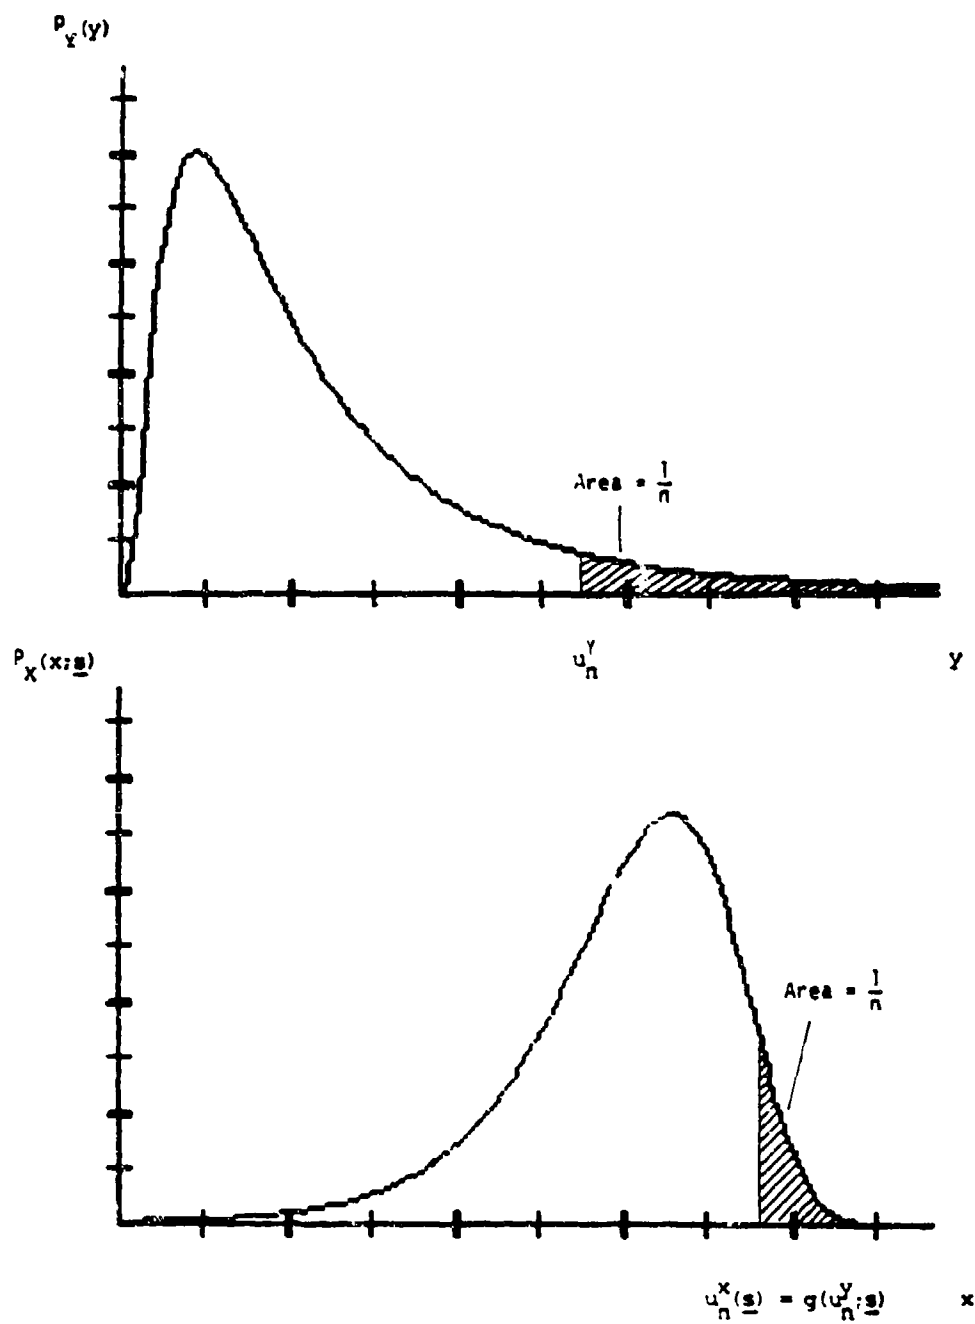 p_Y(y)
Area = 1/n
u_n^Y
y
p_X(x;s)
Area = 1/n
u_n^x(s) = g(u_n^y;s)
x